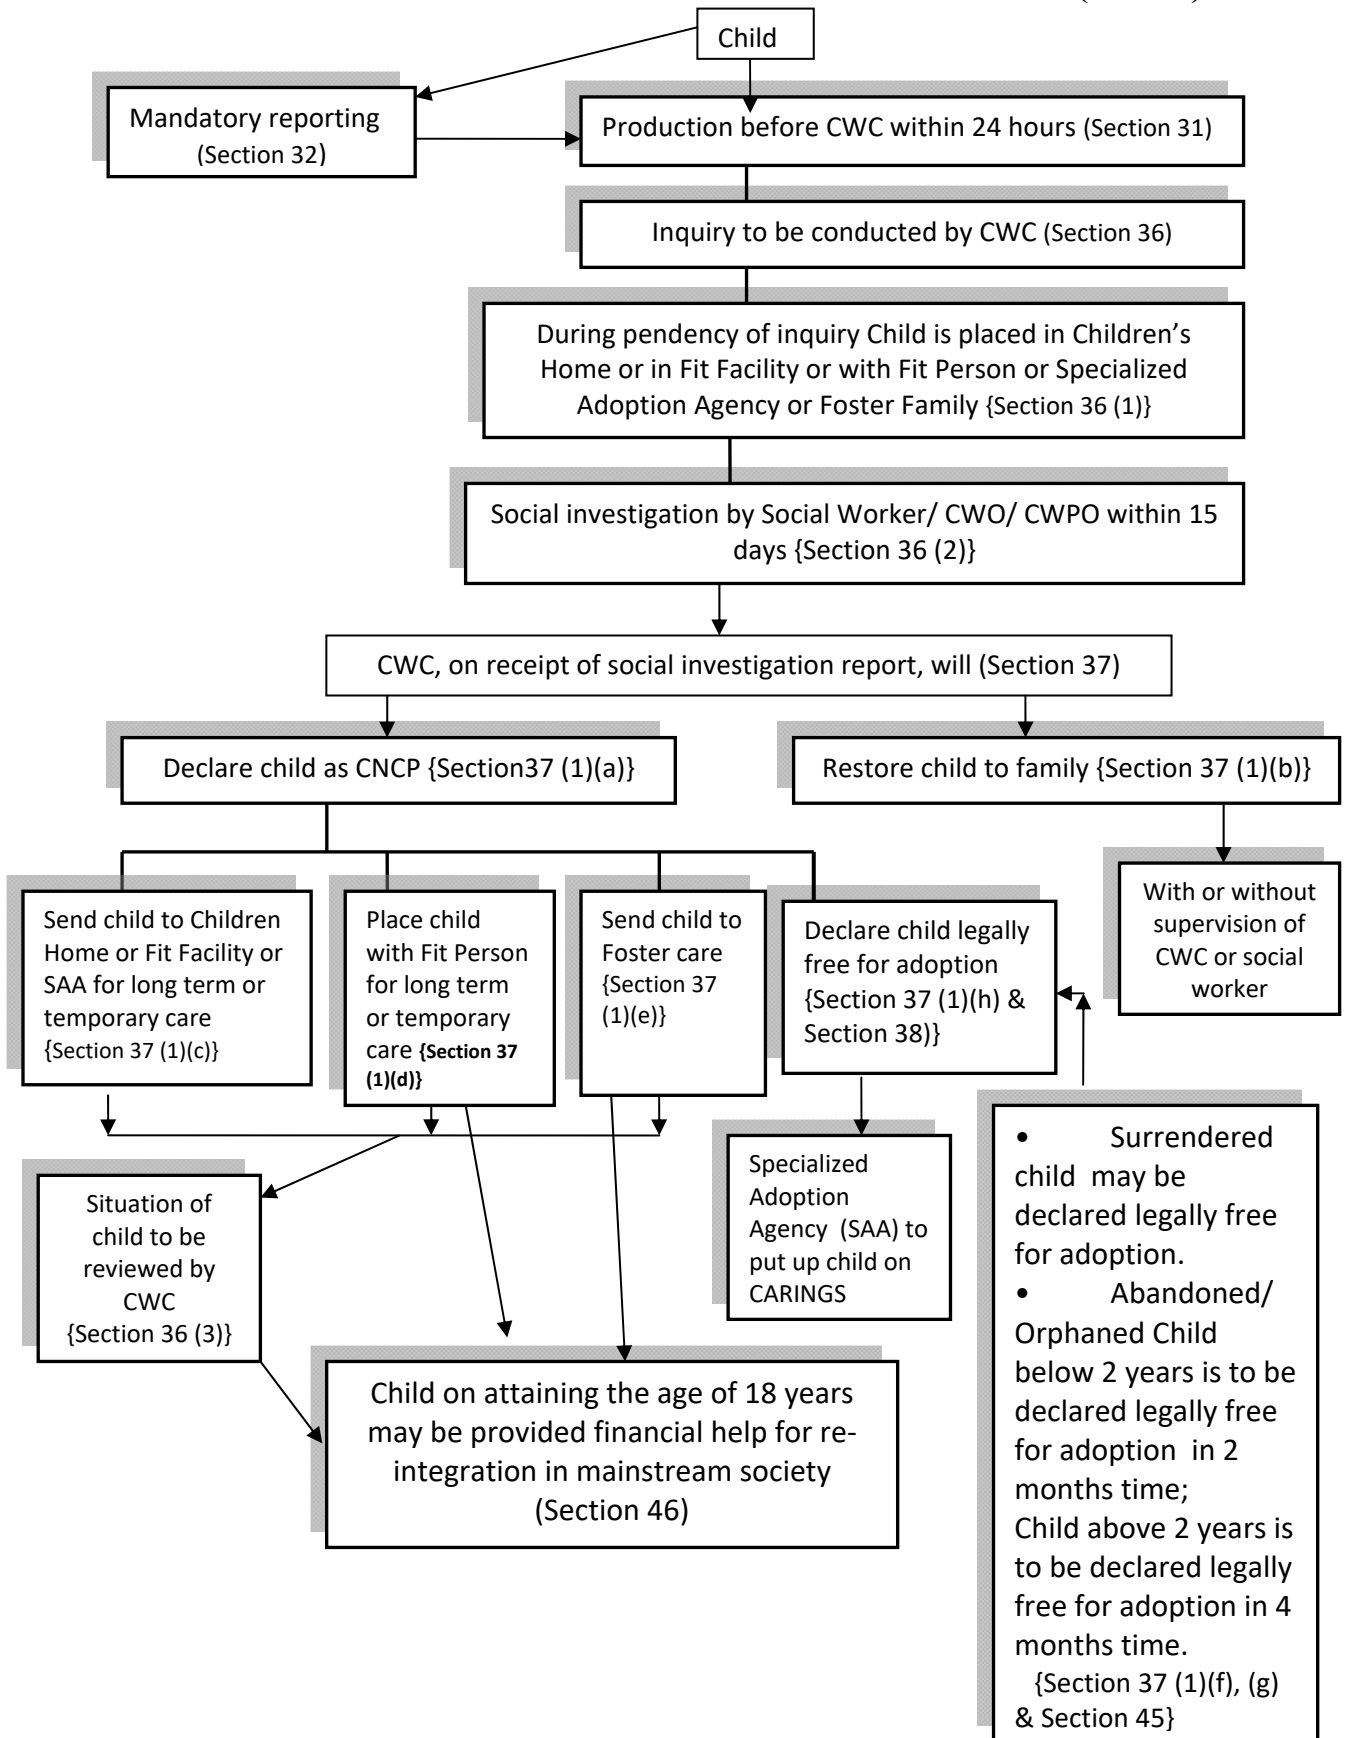 Child
Mandatory reporting
(Section 32)
Production before CWC within 24 hours (Section 31)
Inquiry to be conducted by CWC (Section 36)
During pendency of inquiry Child is placed in Children’s
Home or in Fit Facility or with Fit Person or Specialized
Adoption Agency or Foster Family {Section 36 (1)}
Social investigation by Social Worker/ CWO/ CWPO within 15
days {Section 36 (2)}
CWC, on receipt of social investigation report, will (Section 37)
Declare child as CNCP {Section37 (1)(a)}
Restore child to family {Section 37 (1)(b)}
Send child to Children
Home or Fit Facility or
SAA for long term or
temporary care
{Section 37 (1)(c)}
Place child
with Fit Person
for long term
or temporary
care {Section 37
(1)(d)}
Send child to
Foster care
{Section 37
(1)(e)}
Declare child legally
free for adoption
{Section 37 (1)(h) &
Section 38)}
With or without
supervision of
CWC or social
worker
Situation of
child to be
reviewed by
CWC
{Section 36 (3)}
Specialized
Adoption
Agency (SAA) to
put up child on
CARINGS
• Surrendered
child may be
declared legally free
for adoption.
• Abandoned/
Orphaned Child
below 2 years is to be
declared legally free
for adoption in 2
months time;
Child above 2 years is
to be declared legally
free for adoption in 4
months time.
{Section 37 (1)(f), (g)
& Section 45}
Child on attaining the age of 18 years
may be provided financial help for re-
integration in mainstream society
(Section 46)